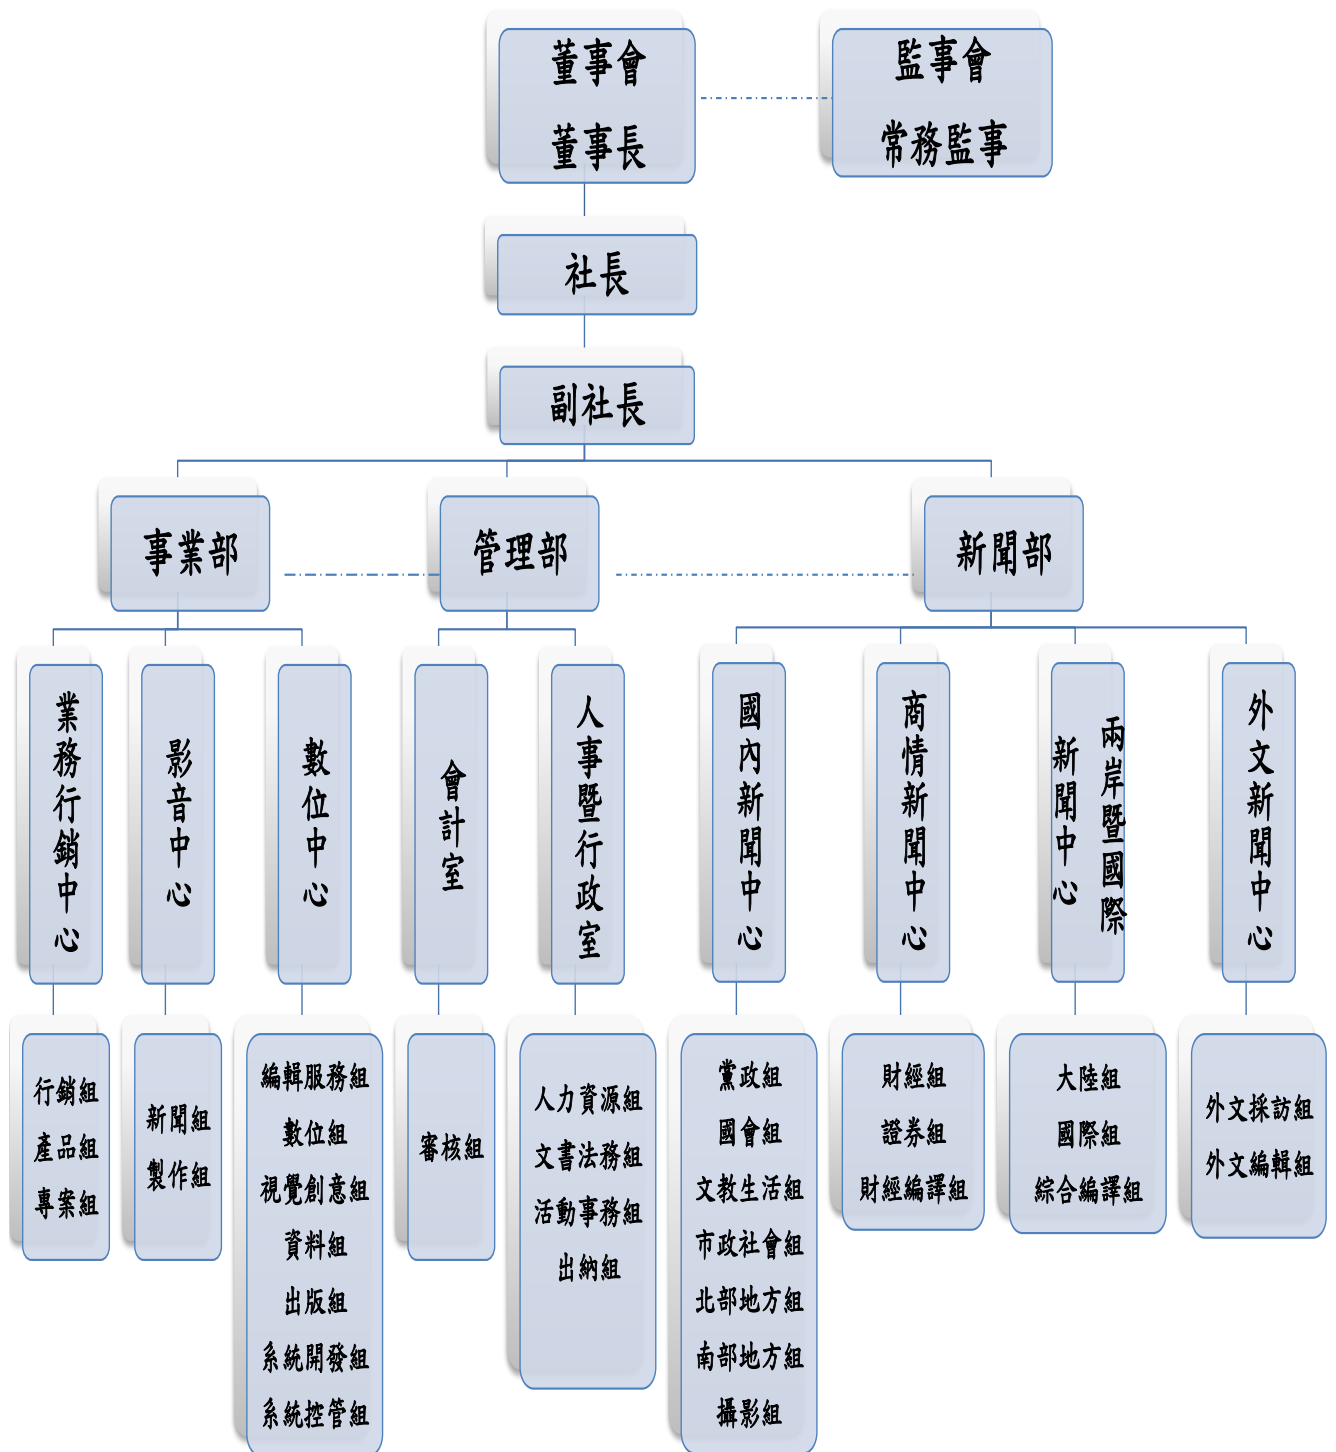 董事會
董事長
監事會
常務監事
社長
副社長
事業部
管理部
新聞部
業務行銷中心
影音中心
數位中心
會計室
人事暨行政室
國內新聞中心
商情新聞中心
兩岸暨國際
新聞中心
外文新聞中心
行銷組
產品組
專案組
新聞組
製作組
編輯服務組
數位組
視覺創意組
資料組
出版組
系統開發組
系統控管組
審核組
人力資源組
文書法務組
活動事務組
出納組
黨政組
國會組
文教生活組
市政社會組
北部地方組
南部地方組
攝影組
財經組
證券組
財經編譯組
大陸組
國際組
綜合編譯組
外文採訪組
外文編輯組